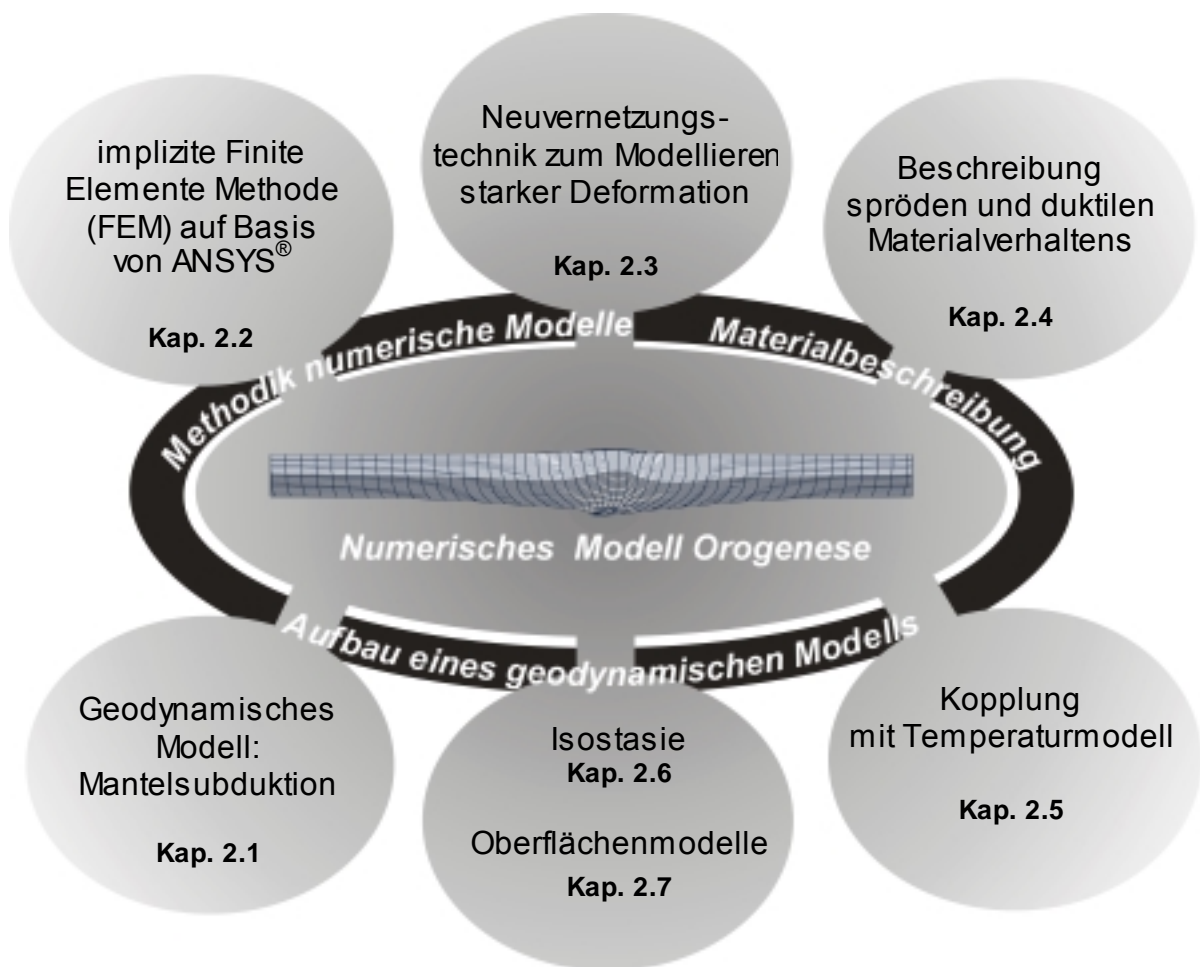 implizite Finite
Elemente Methode
(FEM) auf Basis
von ANSYS®
Kap. 2.2
Neuvernetzungs-
technik zum Modellieren
starker Deformation
Kap. 2.3
Beschreibung
spröden und duktilen
Materialverhaltens
Kap. 2.4
Methodik numerische Modelle
Materialbeschreibung
Numerisches Modell Orogenese
Aufbau eines geodynamischen Modells
Geodynamisches
Modell:
Mantelsubduktion
Kap. 2.1
Isostasie
Kap. 2.6
Oberflächenmodelle
Kap. 2.7
Kopplung
mit Temperaturmodell
Kap. 2.5